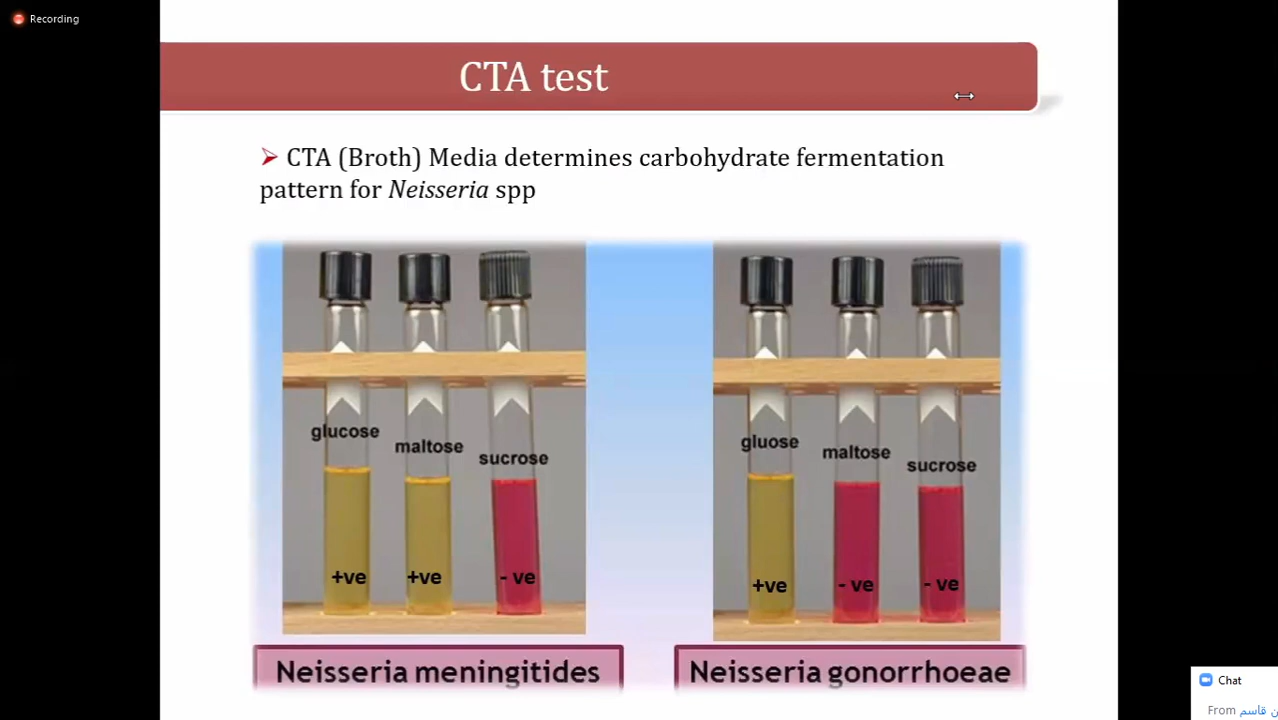 Recording
CTA test
CTA (Broth) Media determines carbohydrate fermentation
pattern for Neisseria spp
glucose
maltose
sucrose
+ve
+ve
- ve
gluose
maltose
sucrose
+ve
- ve
- ve
Neisseria meningitides
Neisseria gonorrhoeae
Chat
From قاسم